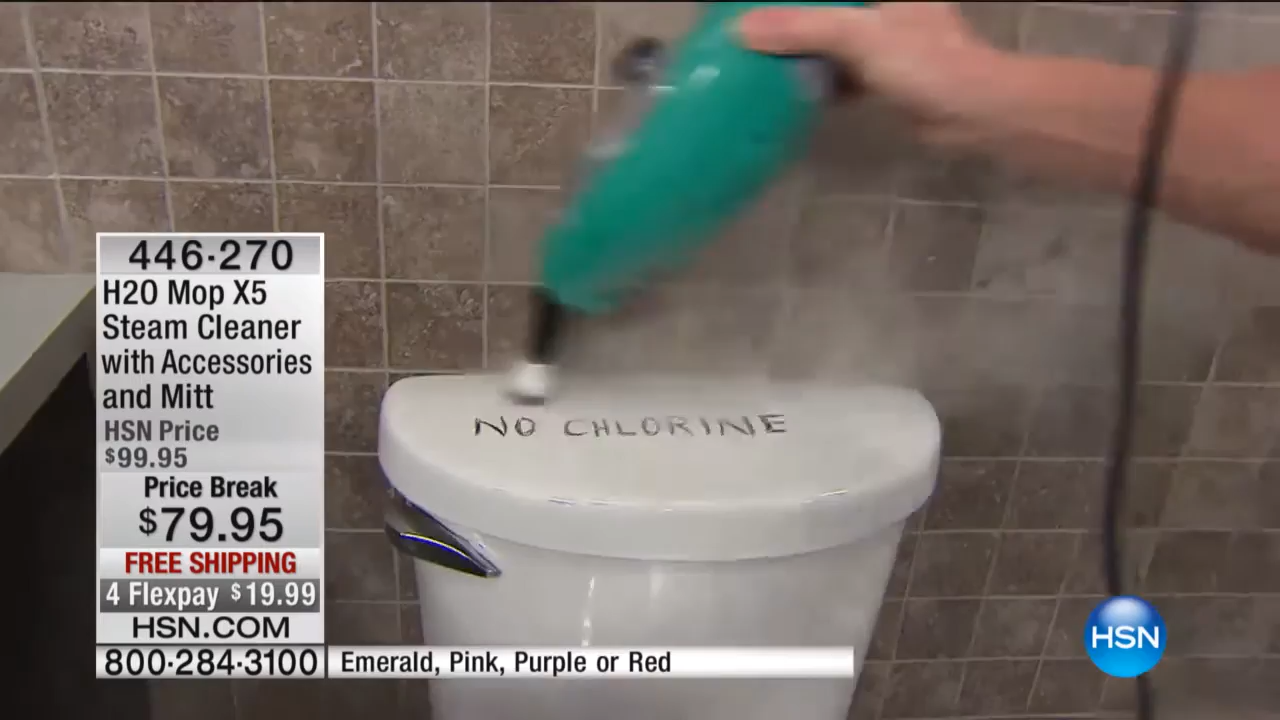 446-270
H20 Mop X5
Steam Cleaner
with Accessories
and Mitt
HSN Price
$99.95
Price Break
$79.95
FREE SHIPPING
4 Flexpay $19.99
HSN.COM
800-284-3100
Emerald, Pink, Purple or Red
NO CHLORINE
HSN